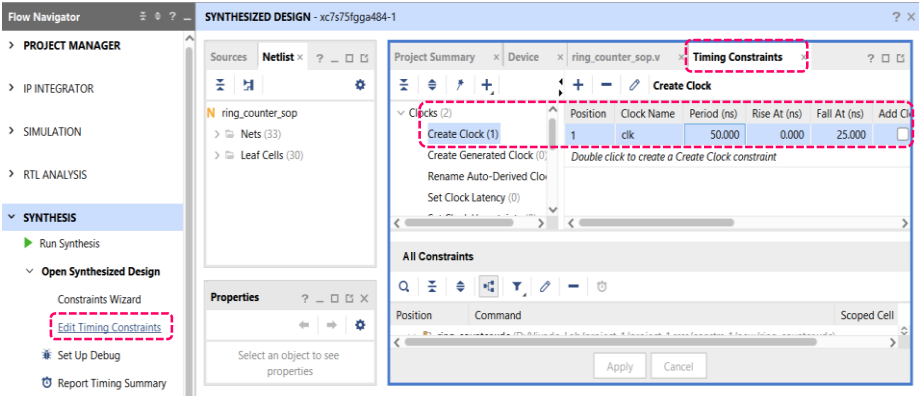 Flow Navigator
PROJECT MANAGER
IP INTEGRATOR
SIMULATION
RTL ANALYSIS
SYNTHESIS
Run Synthesis
Open Synthesized Design
Constraints Wizard
Edit Timing Constraints
Set Up Debug
Report Timing Summary
SYNTHESIZED DESIGN - xc7s75fgga484-1
Sources Netlist
ring_counter_sop
Nets (33)
Leaf Cells (30)
Properties
Select an object to see
properties
Project Summary Device ring_counter_sop.v Timing Constraints
Clocks (2)
Create Clock (1)
Create Generated Clock (0)
Rename Auto-Derived Clo
Set Clock Latency (0)
Create Clock
Position Clock Name Period (ns) Rise At (ns) Fall At (ns) Add Cl
1 clk 50.000 0.000 25.000
Double click to create a Create Clock constraint
All Constraints
Position Command Scoped Cell
Apply Cancel